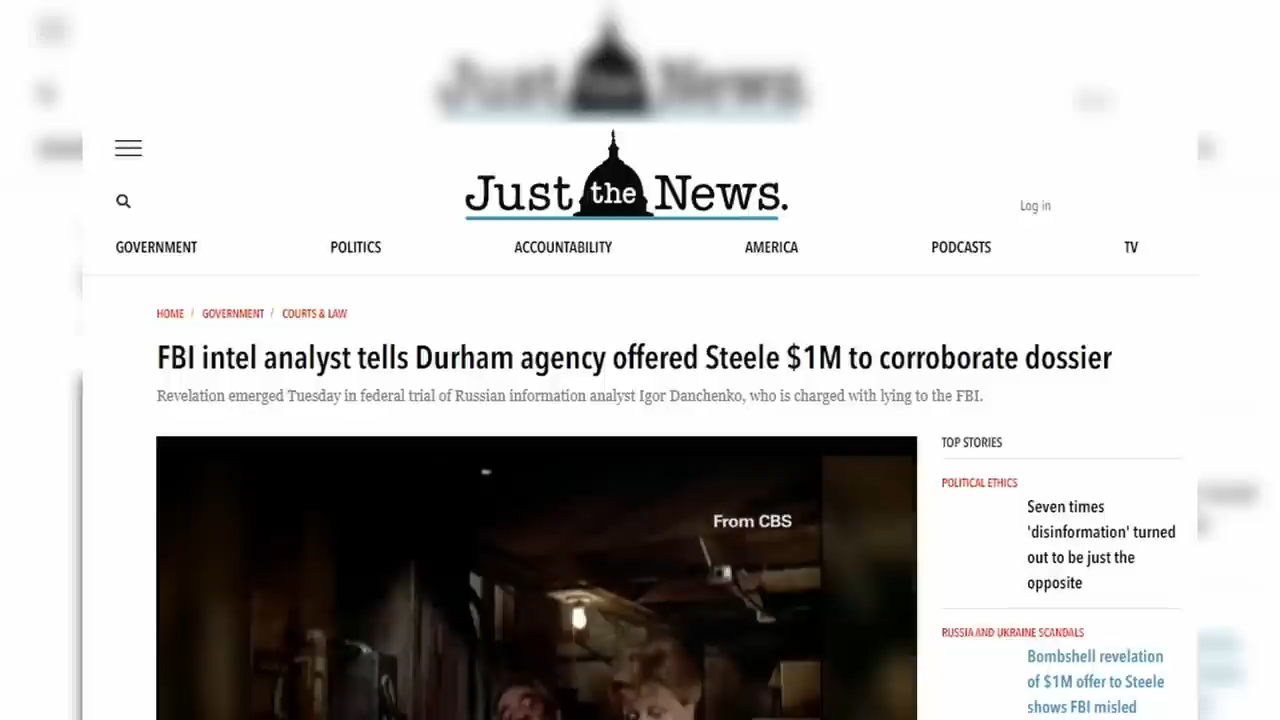 Just the News.
Log in
GOVERNMENT POLITICS ACCOUNTABILITY AMERICA PODCASTS TV
HOME / GOVERNMENT / COURTS & LAW
FBI intel analyst tells Durham agency offered Steele $1M to corroborate dossier
Revelation emerged Tuesday in federal trial of Russian information analyst Igor Danchenko, who is charged with lying to the FBI.
From CBS
TOP STORIES
POLITICAL ETHICS
Seven times
'disinformation' turned
out to be just the
opposite
RUSSIA AND UKRAINE SCANDALS
Bombshell revelation
of $1M offer to Steele
shows FBI misled